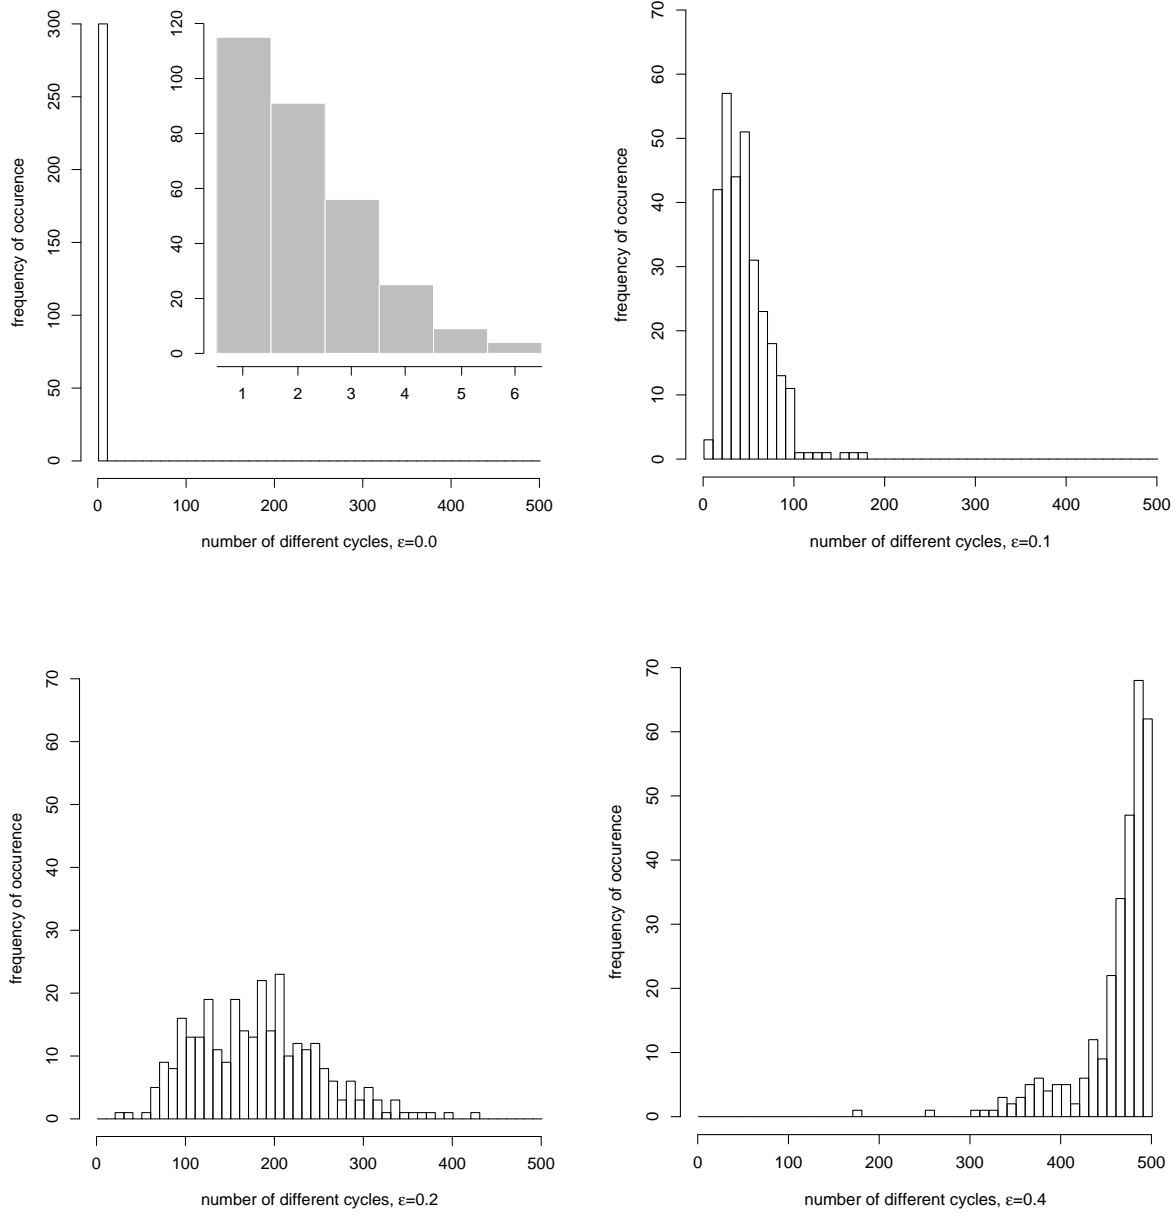 frequency of occurence
300
250
200
150
100
50
0
120
100
80
60
40
20
0
1 2 3 4 5 6
0 100 200 300 400 500
number of different cycles, ε=0.0
frequency of occurence
70
60
50
40
30
20
10
0
0 100 200 300 400 500
number of different cycles, ε=0.1
frequency of occurence
70
60
50
40
30
20
10
0
0 100 200 300 400 500
number of different cycles, ε=0.2
frequency of occurence
70
60
50
40
30
20
10
0
0 100 200 300 400 500
number of different cycles, ε=0.4